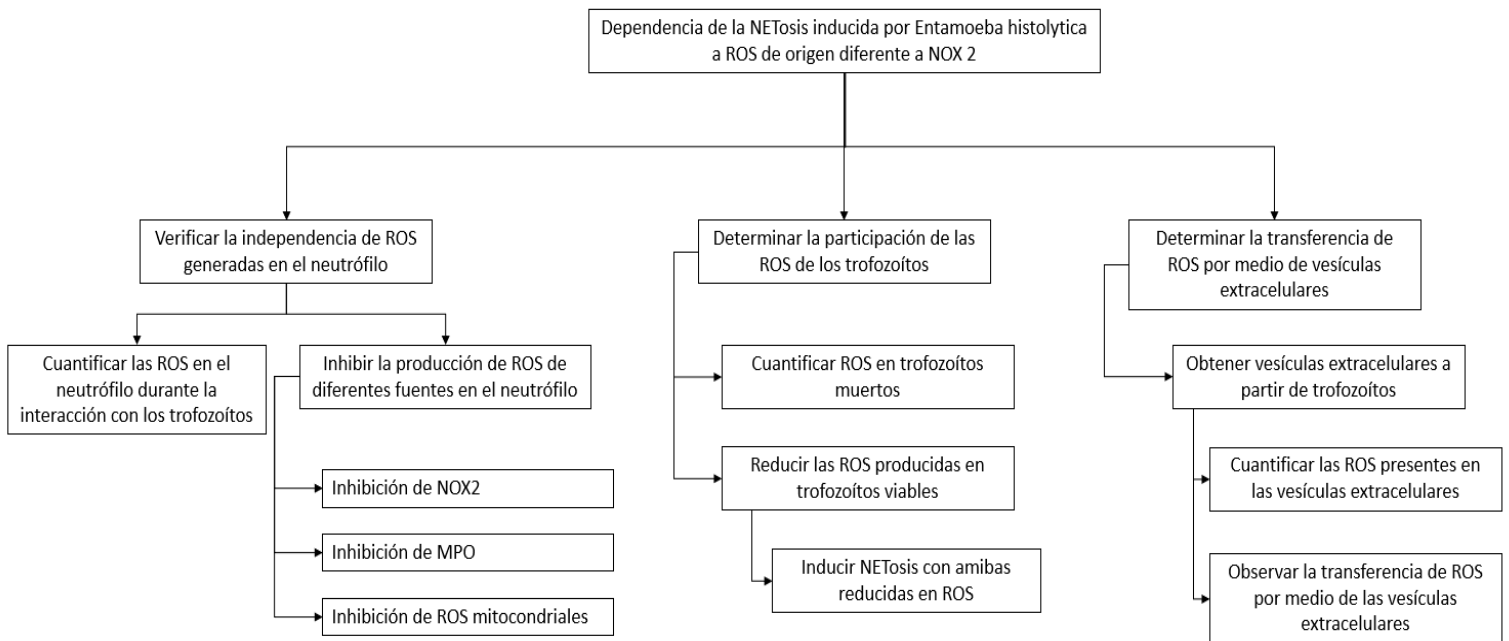 Dependencia de la NETosis inducida por Entamoeba histolytica
a ROS de origen diferente a NOX 2
Verificar la independencia de ROS
generadas en el neutrófilo
Cuantificar las ROS en el
neutrófilo durante la
interacción con los trofozoítos
Inhibir la producción de ROS de
diferentes fuentes en el neutrófilo
Inhibición de NOX2
Inhibición de MPO
Inhibición de ROS mitocondriales
Determinar la participación de las
ROS de los trofozoítos
Cuantificar ROS en trofozoítos
muertos
Reducir las ROS producidas en
trofozoítos viables
Inducir NETosis con amibas
reducidas en ROS
Determinar la transferencia de
ROS por medio de vesículas
extracelulares
Obtener vesículas extracelulares a
partir de trofozoítos
Cuantificar las ROS presentes en
las vesículas extracelulares
Observar la transferencia de ROS
por medio de las vesículas
extracelulares